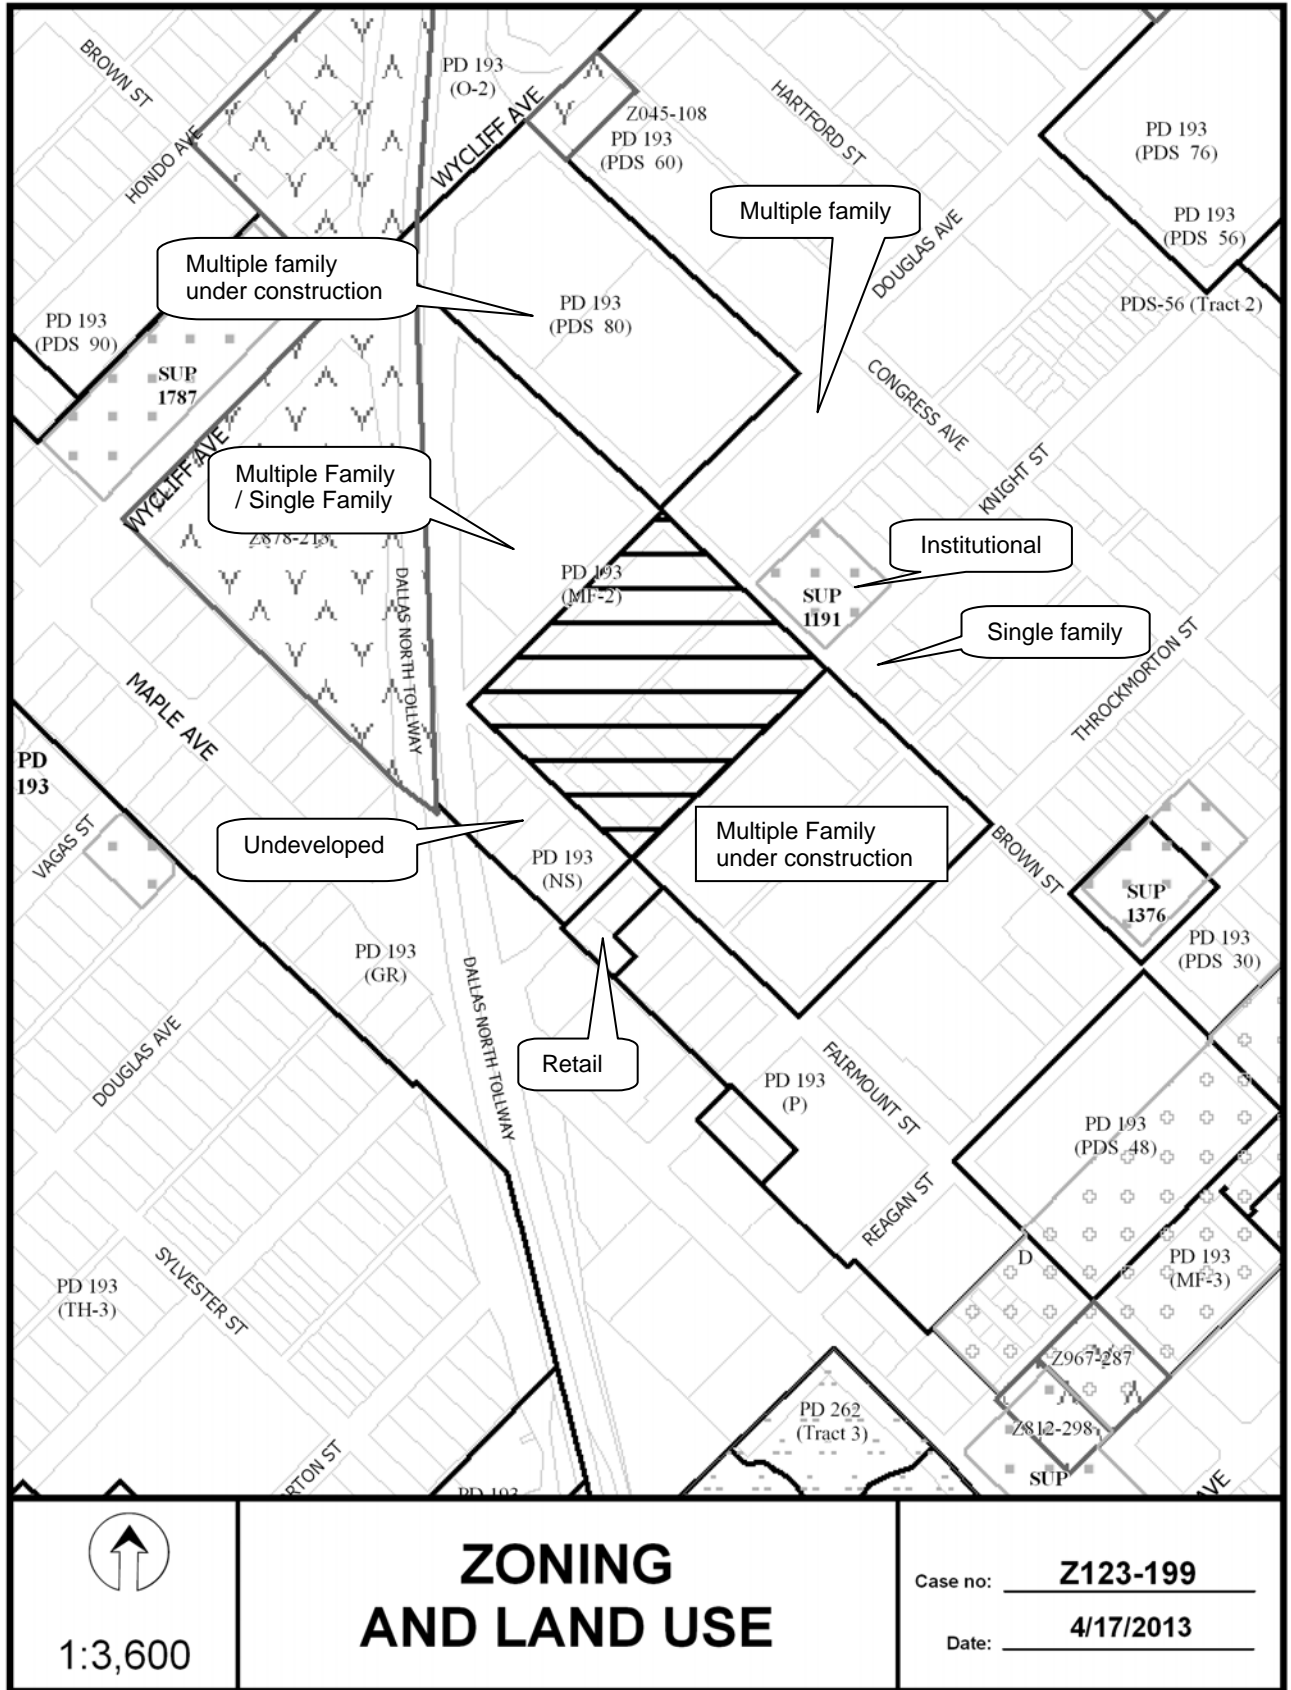 BROWN ST
HONDO AVE
PD 193
(O-2)
WYCLIFF AVE
Z045-108
PD 193
(PDS 60)
HARTFORD ST
PD 193
(PDS 76)
PD 193
(PDS 56)
PDS-56 (Tract 2)
Multiple family
DOUGLAS AVE
Multiple family
under construction
PD 193
(PDS 80)
PD 193
(PDS 90)
SUP
1787
CONGRESS AVE
KNIGHT ST
WYCLIFF AVE
Multiple Family
/ Single Family
Z878-213
PD 193
(MF-2)
Institutional
SUP
1191
Single family
THROCKMORTON ST
DALLAS NORTH TOLLWAY
MAPLE AVE
PD
193
VAGAS ST
Undeveloped
PD 193
(NS)
Multiple Family
under construction
BROWN ST
SUP
1376
PD 193
(PDS 30)
PD 193
(GR)
DALLAS NORTH TOLLWAY
Retail
DOUGLAS AVE
PD 193
(P)
FAIRMOUNT ST
PD 193
(PDS 48)
REAGAN ST
D
PD 193
(MF-3)
PD 193
(TH-3)
SYLVESTER ST
Z967-287
PD 262
(Tract 3)
Z812-298
SUP
RTON ST
PD 193
AVE
1:3,600
ZONING
AND LAND USE
Case no: Z123-199
Date: 4/17/2013